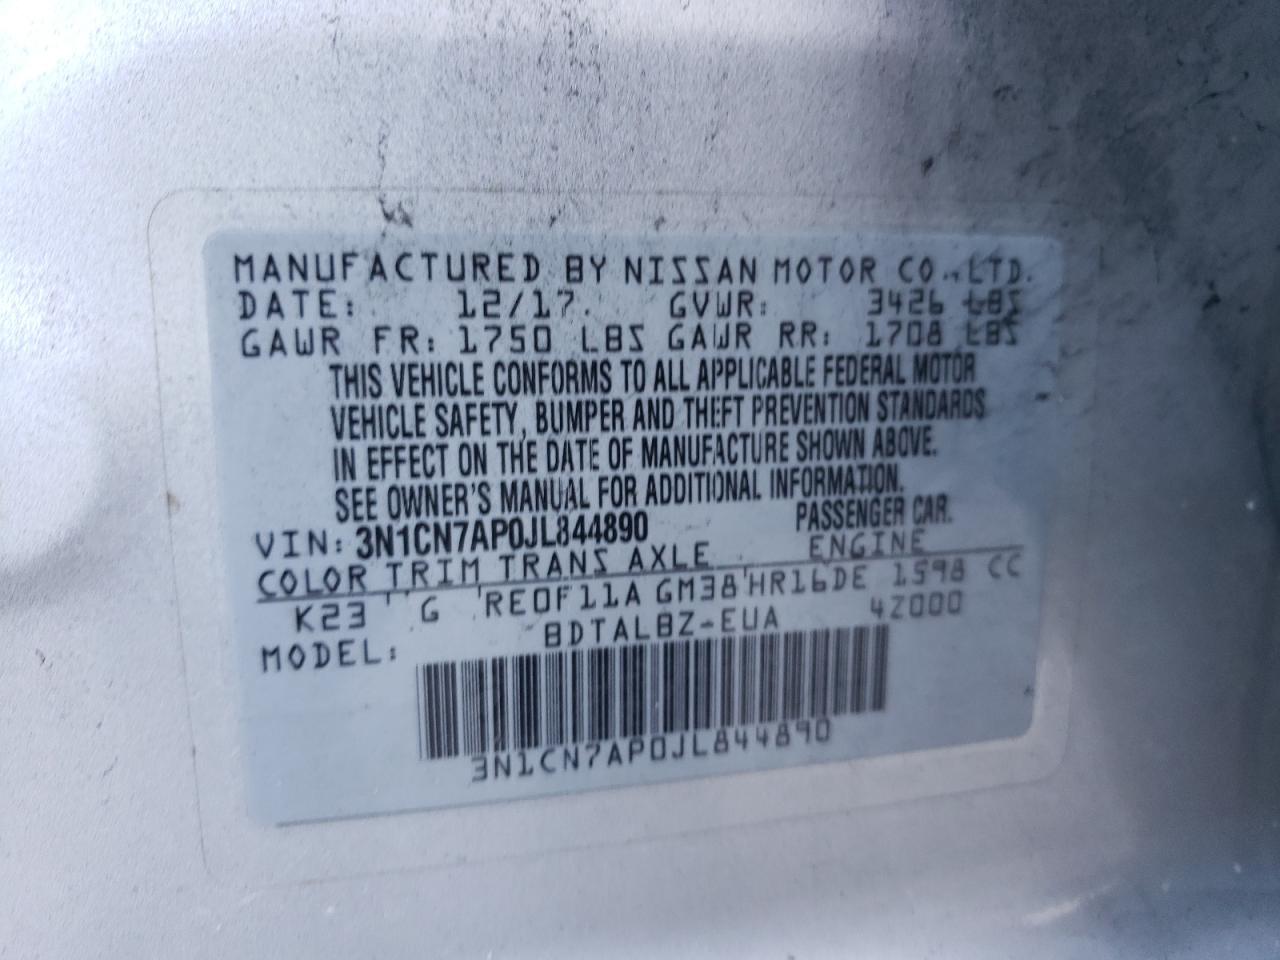 MANUFACTURED BY NISSAN MOTOR CO.,LTD.
DATE: 12/17. GVWR: 3426 LBS
GAWR FR: 1750 LBS GAWR RR: 1708 LBS
THIS VEHICLE CONFORMS TO ALL APPLICABLE FEDERAL MOTOR
VEHICLE SAFETY, BUMPER AND THEFT PREVENTION STANDARDS
IN EFFECT ON THE DATE OF MANUFACTURE SHOWN ABOVE.
SEE OWNER'S MANUAL FOR ADDITIONAL INFORMATION.
VIN: 3N1CN7AP0JL844890 PASSENGER CAR.
COLOR TRIM TRANS AXLE ENGINE
K23 G RE0F11A GM38 HR16DE 1598 CC
MODEL: BDTALBZ-EUA 4Z000
3N1CN7AP0JL844890